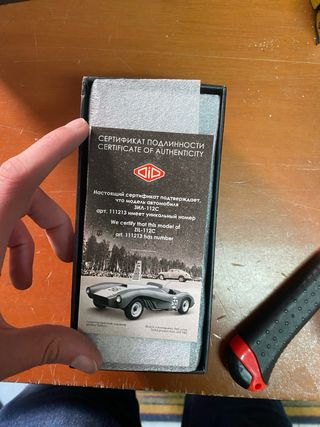 СЕРТИФИКАТ ПОДЛИННОСТИ
CERTIFICATE OF AUTHENTICITY
DiP
Настоящий сертификат подтверждает,
что модель автомобиля
ЗИЛ-112С
арт. 111213 имеет уникальный номер
We certify that this model of
ZIL-112C
art. 111213 has number